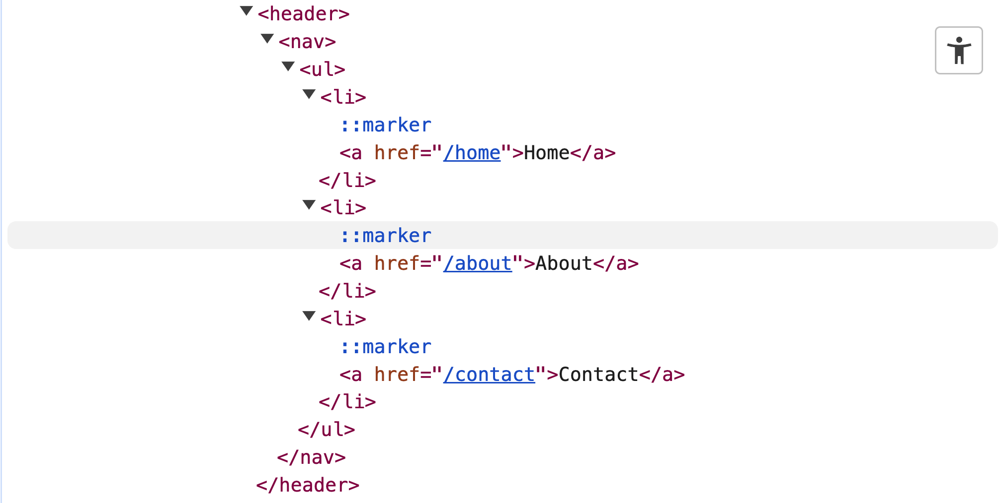 <header>
<nav>
<ul>
<li>
::marker
<a href="/home">Home</a>
</li>
<li>
::marker
<a href="/about">About</a>
</li>
<li>
::marker
<a href="/contact">Contact</a>
</li>
</ul>
</nav>
</header>